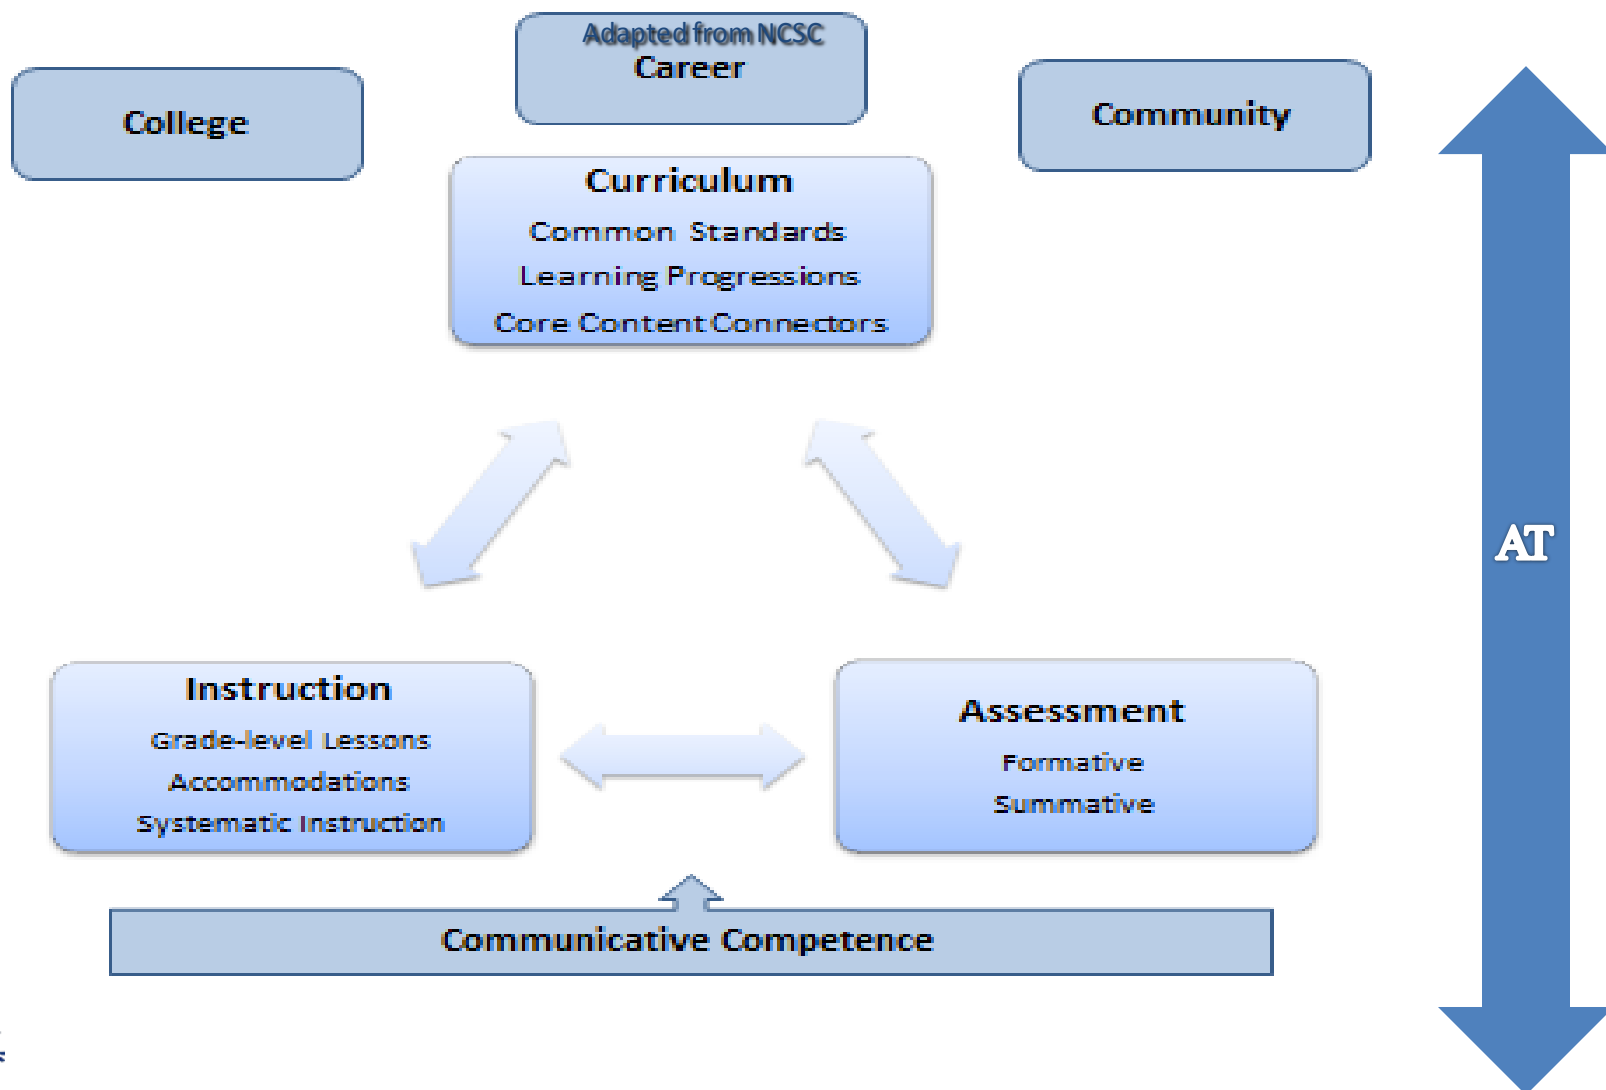 Adapted from NCSC
Career
College
Community
Curriculum
Common Standards
Learning Progressions
Core Content Connectors
AT
Instruction
Grade-level Lessons
Accommodations
Systematic Instruction
Assessment
Formative
Summative
Communicative Competence